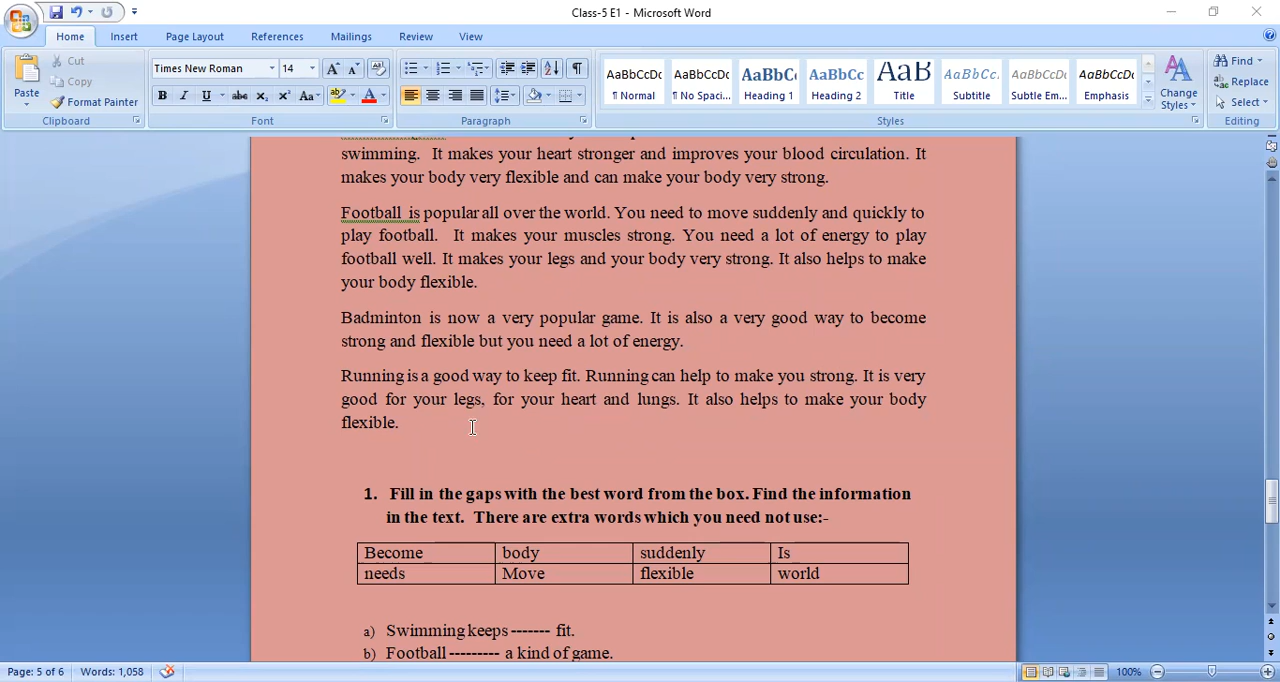 Class-5 E1 - Microsoft Word
Home Insert Page Layout References Mailings Review View
Paste Cut Copy Format Painter Clipboard
Times New Roman 14 Font
Paragraph
AaBbCcDc ¶ Normal AaBbCcDc ¶ No Spaci... AaBbC Heading 1 AaBbCc Heading 2 AaB Title AaBbCc. Subtitle AaBbCcDc Subtle Em... AaBbCcDc Emphasis Change Styles Styles
Find Replace Select Editing
swimming. It makes your heart stronger and improves your blood circulation. It
makes your body very flexible and can make your body very strong.
Football is popular all over the world. You need to move suddenly and quickly to
play football. It makes your muscles strong. You need a lot of energy to play
football well. It makes your legs and your body very strong. It also helps to make
your body flexible.
Badminton is now a very popular game. It is also a very good way to become
strong and flexible but you need a lot of energy.
Running is a good way to keep fit. Running can help to make you strong. It is very
good for your legs, for your heart and lungs. It also helps to make your body
flexible.
1. Fill in the gaps with the best word from the box. Find the information
in the text. There are extra words which you need not use:-
Become body suddenly Is
needs Move flexible world
a) Swimming keeps ------- fit.
b) Football --------- a kind of game.
Page: 5 of 6 Words: 1,058 100%